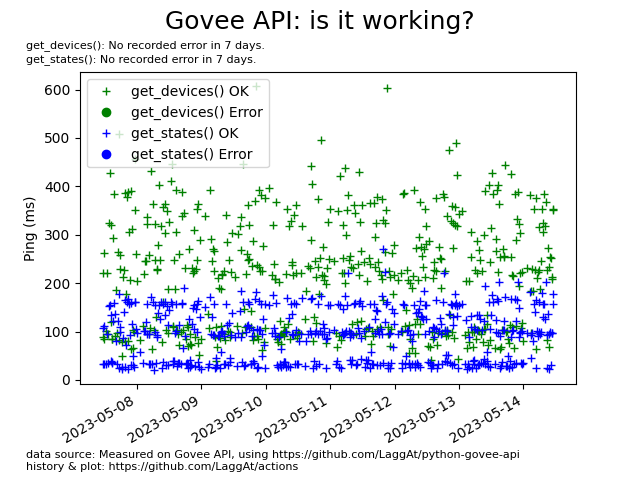 Govee API: is it working?
get_devices(): No recorded error in 7 days.
get_states(): No recorded error in 7 days.
get_devices() OK
get_devices() Error
get_states() OK
get_states() Error
Ping (ms)
600
500
400
300
200
100
0
2023-05-08
2023-05-09
2023-05-10
2023-05-11
2023-05-12
2023-05-13
2023-05-14
data source: Measured on Govee API, using https://github.com/LaggAt/python-govee-api
history & plot: https://github.com/LaggAt/actions